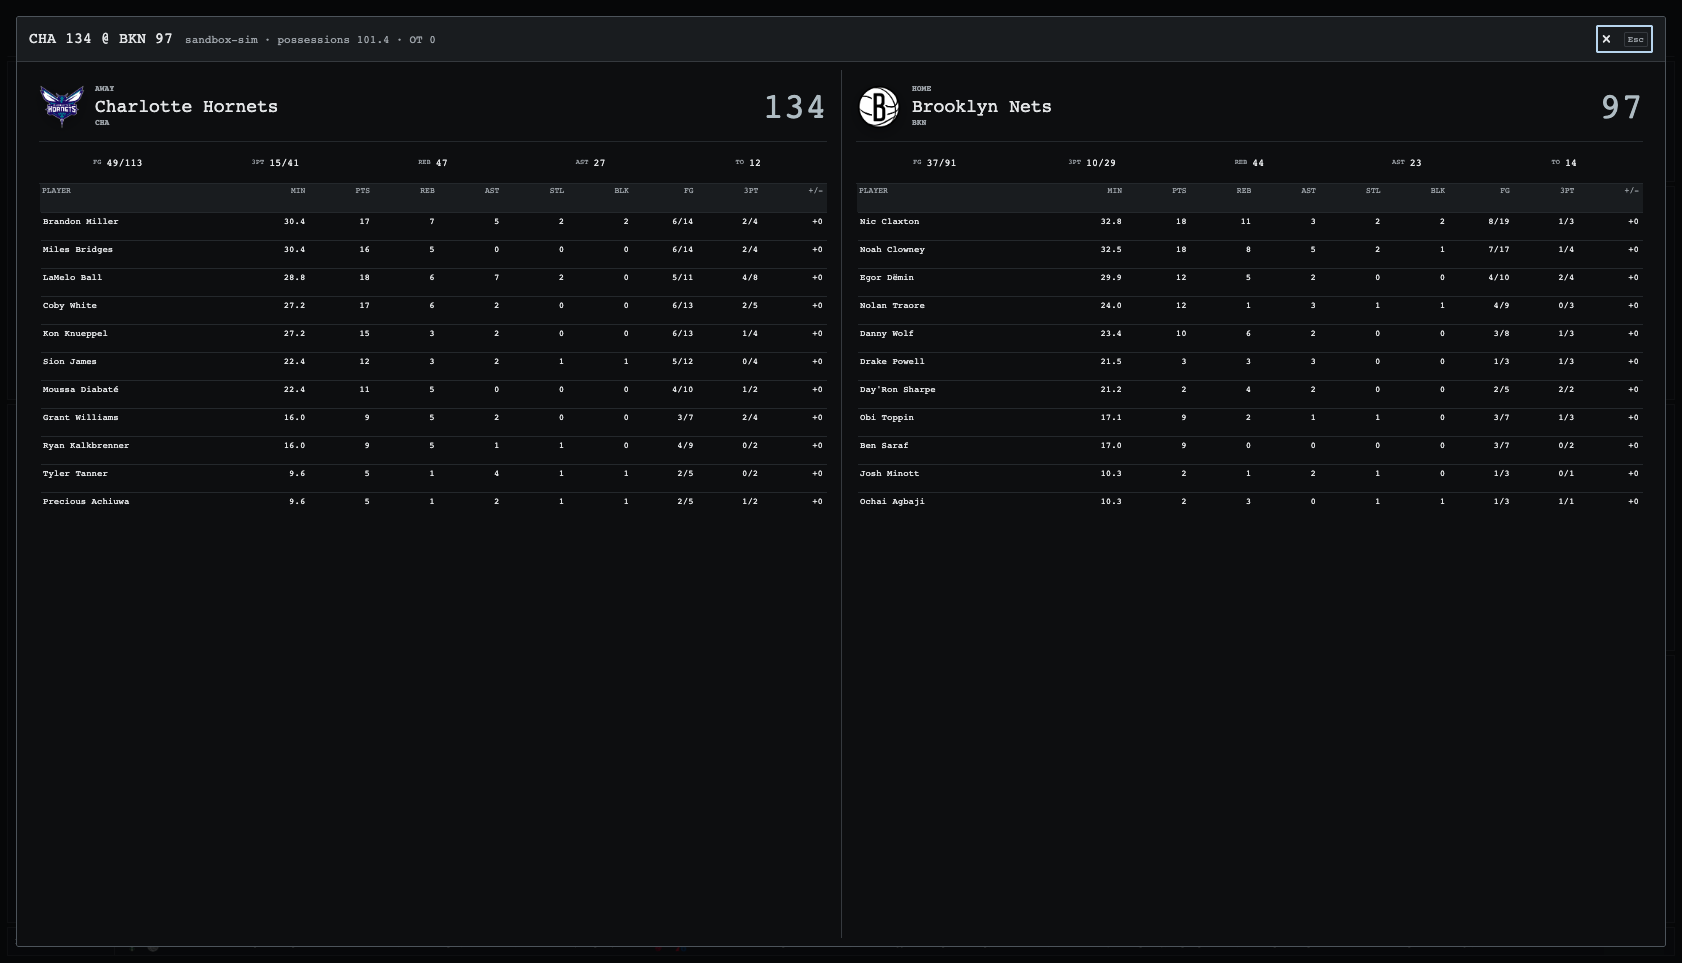 CHA 134 @ BKN 97 sandbox-sim · possessions 101.4 · OT 0 × Esc
AWAY
Charlotte Hornets 134
CHA
HORNETS
FG 49/113 3PT 15/41 REB 47 AST 27 TO 12
PLAYER MIN PTS REB AST STL BLK FG 3PT +/-
Brandon Miller 30.4 17 7 5 2 2 6/14 2/4 +0
Miles Bridges 30.4 16 5 0 0 0 6/14 2/4 +0
LaMelo Ball 28.8 18 6 7 2 0 5/11 4/8 +0
Coby White 27.2 17 6 2 0 0 6/13 2/5 +0
Kon Knueppel 27.2 15 3 2 0 0 6/13 1/4 +0
Sion James 22.4 12 3 2 1 1 5/12 0/4 +0
Moussa Diabaté 22.4 11 5 0 0 0 4/10 1/2 +0
Grant Williams 16.0 9 5 2 0 0 3/7 2/4 +0
Ryan Kalkbrenner 16.0 9 5 1 1 0 4/9 0/2 +0
Tyler Tanner 9.6 5 1 4 1 1 2/5 0/2 +0
Precious Achiuwa 9.6 5 1 2 1 1 2/5 1/2 +0
HOME
B Brooklyn Nets 97
BKN
FG 37/91 3PT 10/29 REB 44 AST 23 TO 14
PLAYER MIN PTS REB AST STL BLK FG 3PT +/-
Nic Claxton 32.8 18 11 3 2 2 8/19 1/3 +0
Noah Clowney 32.5 18 8 5 2 1 7/17 1/4 +0
Egor Dëmin 29.9 12 5 2 0 0 4/10 2/4 +0
Nolan Traore 24.0 12 1 3 1 1 4/9 0/3 +0
Danny Wolf 23.4 10 6 2 0 0 3/8 1/3 +0
Drake Powell 21.5 3 3 3 0 0 1/3 1/3 +0
Day'Ron Sharpe 21.2 2 4 2 0 0 2/5 2/2 +0
Obi Toppin 17.1 9 2 1 1 0 3/7 1/3 +0
Ben Saraf 17.0 9 0 0 0 0 3/7 0/2 +0
Josh Minott 10.3 2 1 2 1 0 1/3 0/1 +0
Ochai Agbaji 10.3 2 3 0 1 1 1/3 1/1 +0